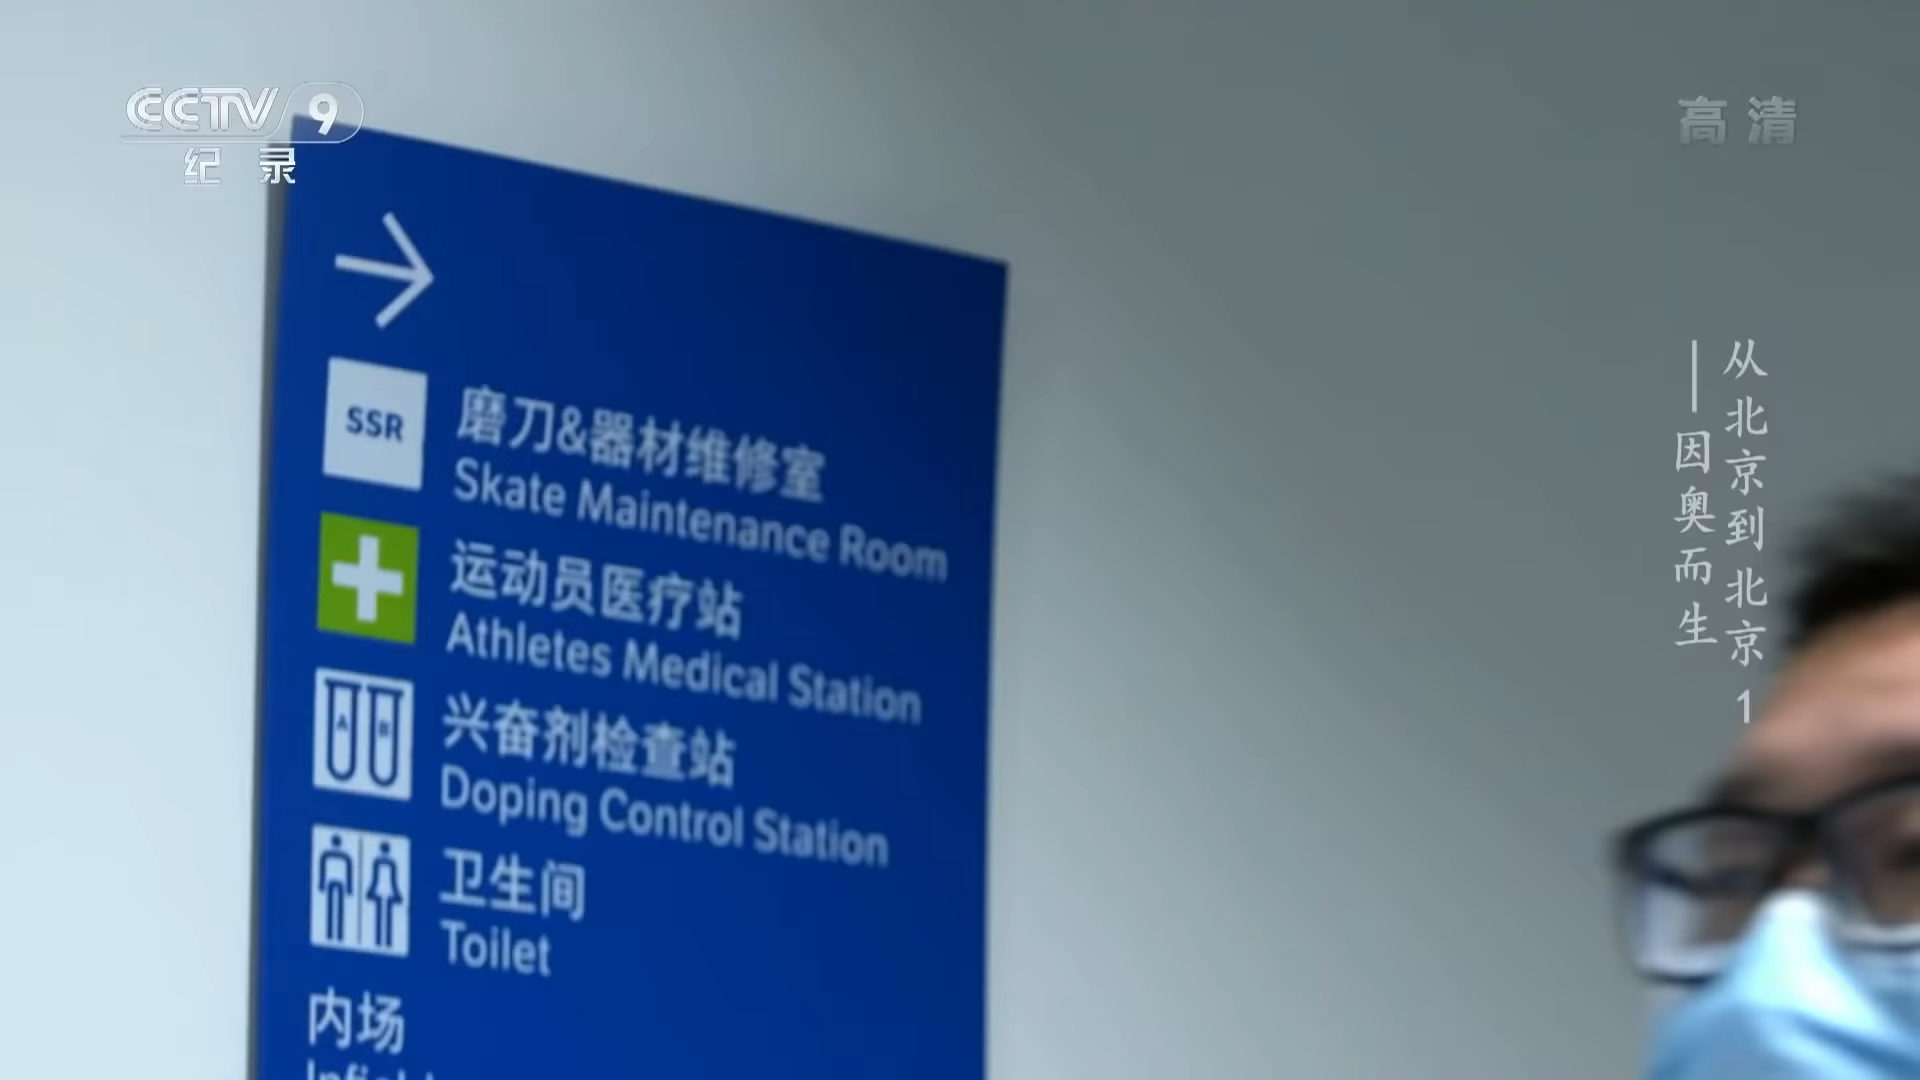 CCTV 9
纪录
高清
从北京到北京 1
—因奥而生
SSR
磨刀&器材维修室
Skate Maintenance Room
运动员医疗站
Athletes Medical Station
A B
兴奋剂检查站
Doping Control Station
卫生间
Toilet
内场